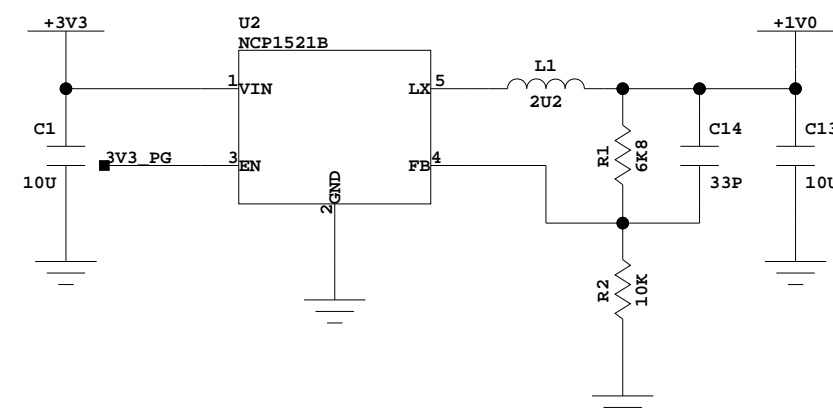 +3V3
U2
NCP1521B
+1V0
1
VIN
LX
5
L1
2U2
C1
10U
3V3_PG
3
EN
FB
4
R1
6K8
C14
33P
C13
10U
2
GND
R2
10K